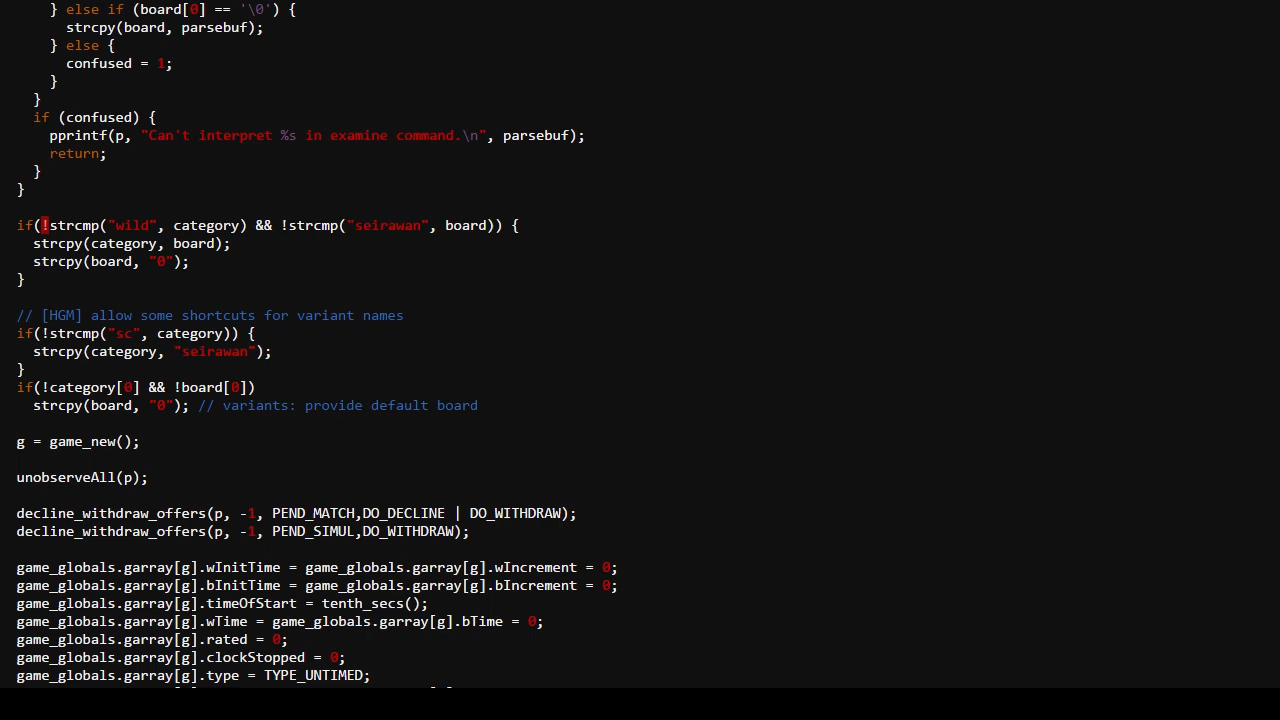 } else if (board[0] == '\0') {
strcpy(board, parsebuf);
} else {
confused = 1;
}
}
if (confused) {
pprintf(p, "Can't interpret %s in examine command.\n", parsebuf);
return;
}
}
if(!strcmp("wild", category) && !strcmp("seirawan", board)) {
strcpy(category, board);
strcpy(board, "0");
}
// [HGM] allow some shortcuts for variant names
if(!strcmp("sc", category)) {
strcpy(category, "seirawan");
}
if(!category[0] && !board[0])
strcpy(board, "0"); // variants: provide default board
g = game_new();
unobserveAll(p);
decline_withdraw_offers(p, -1, PEND_MATCH,DO_DECLINE | DO_WITHDRAW);
decline_withdraw_offers(p, -1, PEND_SIMUL,DO_WITHDRAW);
game_globals.garray[g].wInitTime = game_globals.garray[g].wIncrement = 0;
game_globals.garray[g].bInitTime = game_globals.garray[g].bIncrement = 0;
game_globals.garray[g].timeOfStart = tenth_secs();
game_globals.garray[g].wTime = game_globals.garray[g].bTime = 0;
game_globals.garray[g].rated = 0;
game_globals.garray[g].clockStopped = 0;
game_globals.garray[g].type = TYPE_UNTIMED;